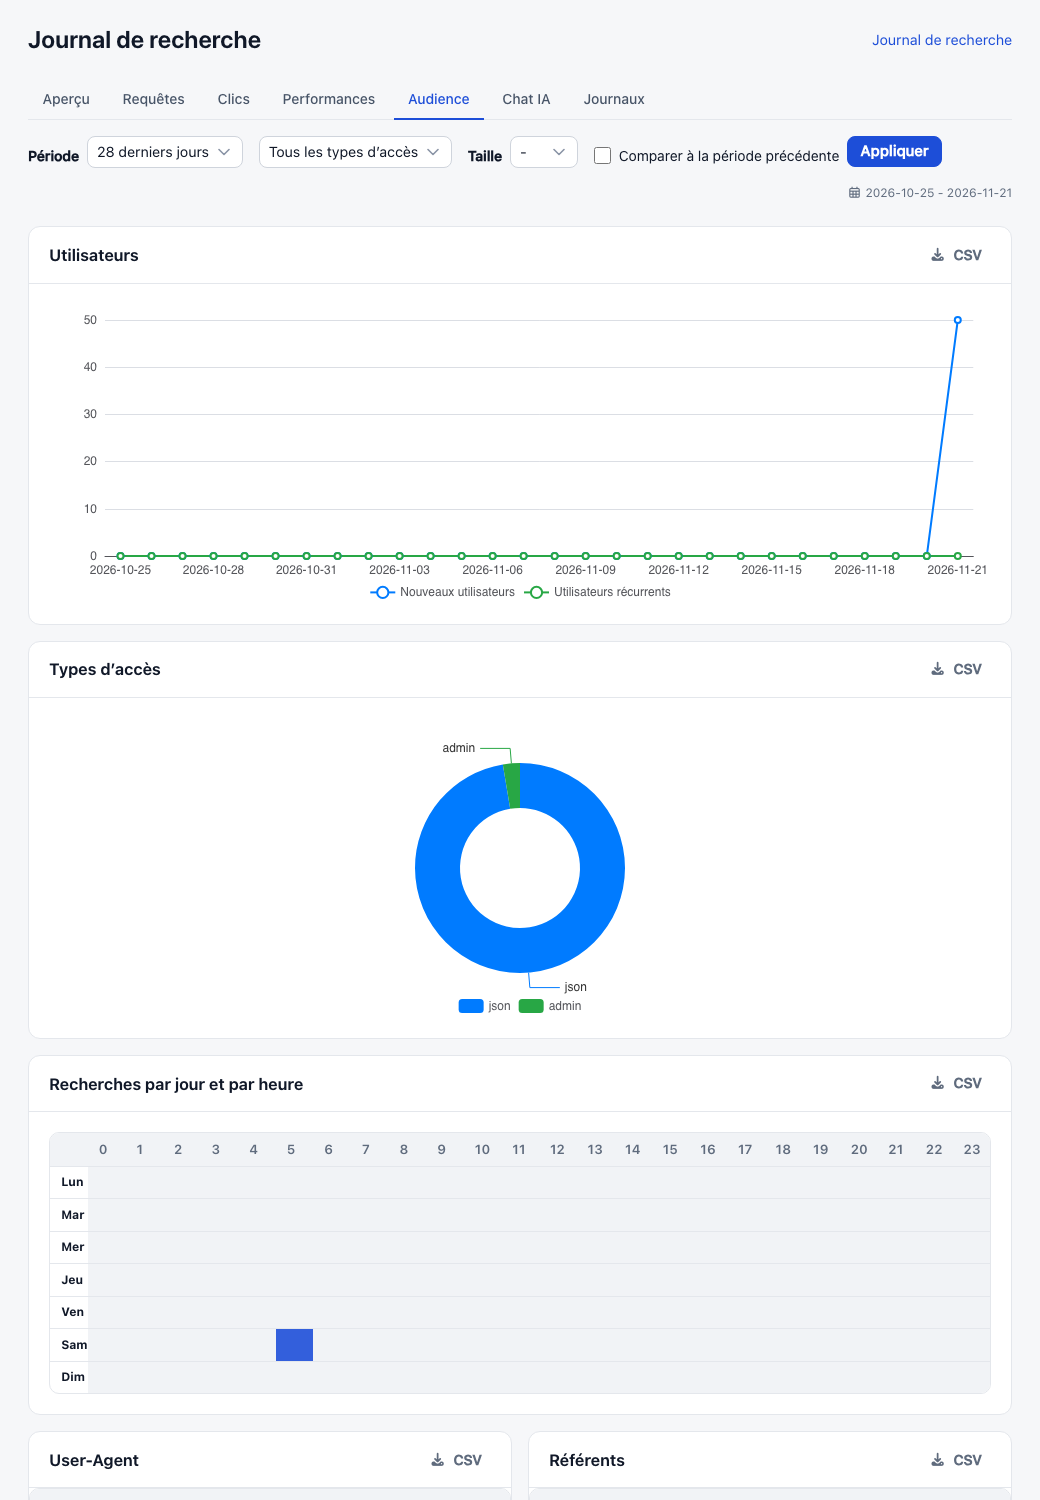 Journal de recherche
Journal de recherche
Aperçu Requêtes Clics Performances Audience Chat IA Journaux
Période 28 derniers jours Tous les types d’accès Taille - Comparer à la période précédente Appliquer
2026-10-25 - 2026-11-21
Utilisateurs CSV
50
40
30
20
10
0
2026-10-25 2026-10-28 2026-10-31 2026-11-03 2026-11-06 2026-11-09 2026-11-12 2026-11-15 2026-11-18 2026-11-21
Nouveaux utilisateurs Utilisateurs récurrents
Types d’accès CSV
admin
json
json admin
Recherches par jour et par heure CSV
0 1 2 3 4 5 6 7 8 9 10 11 12 13 14 15 16 17 18 19 20 21 22 23
Lun
Mar
Mer
Jeu
Ven
Sam
Dim
User-Agent CSV Référents CSV